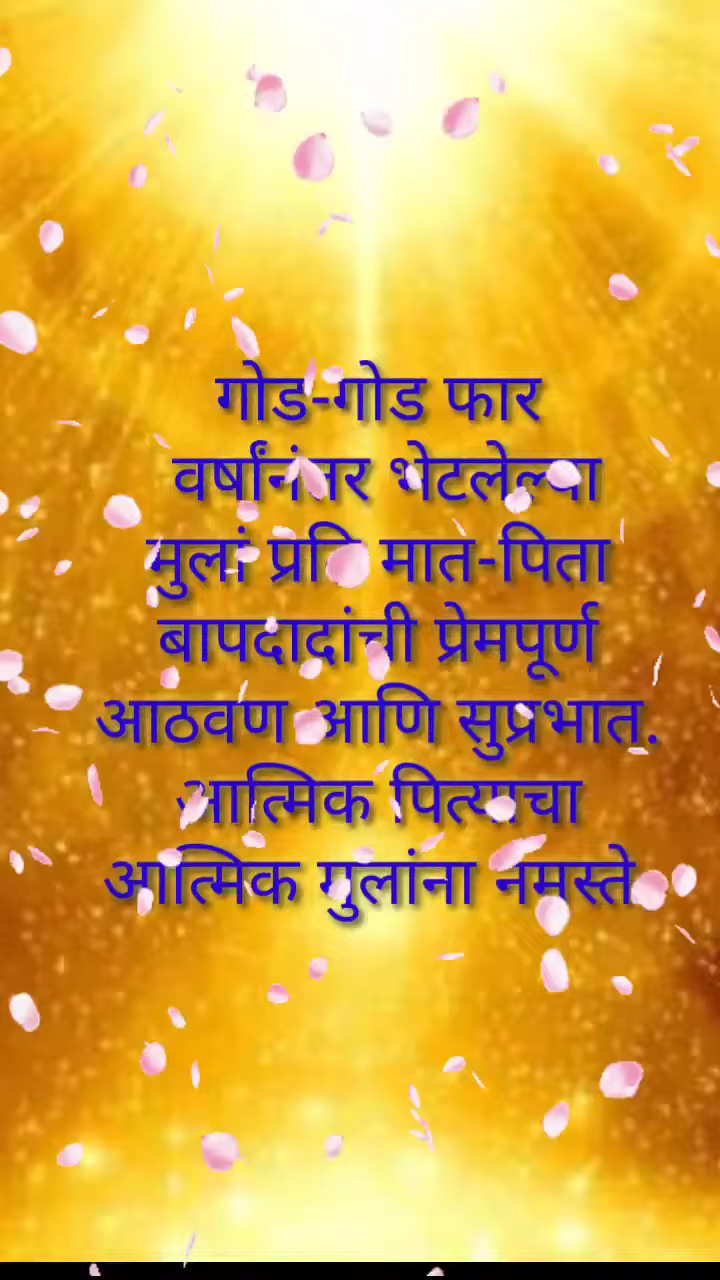 गोड-गोड फार
वर्षांनंतर भेटलेल्या
मुलां प्रति मात-पिता
बापदादांची प्रेमपूर्ण
आठवण आणि सुप्रभात.
आत्मिक पित्याचा
आत्मिक मुलांना नमस्ते